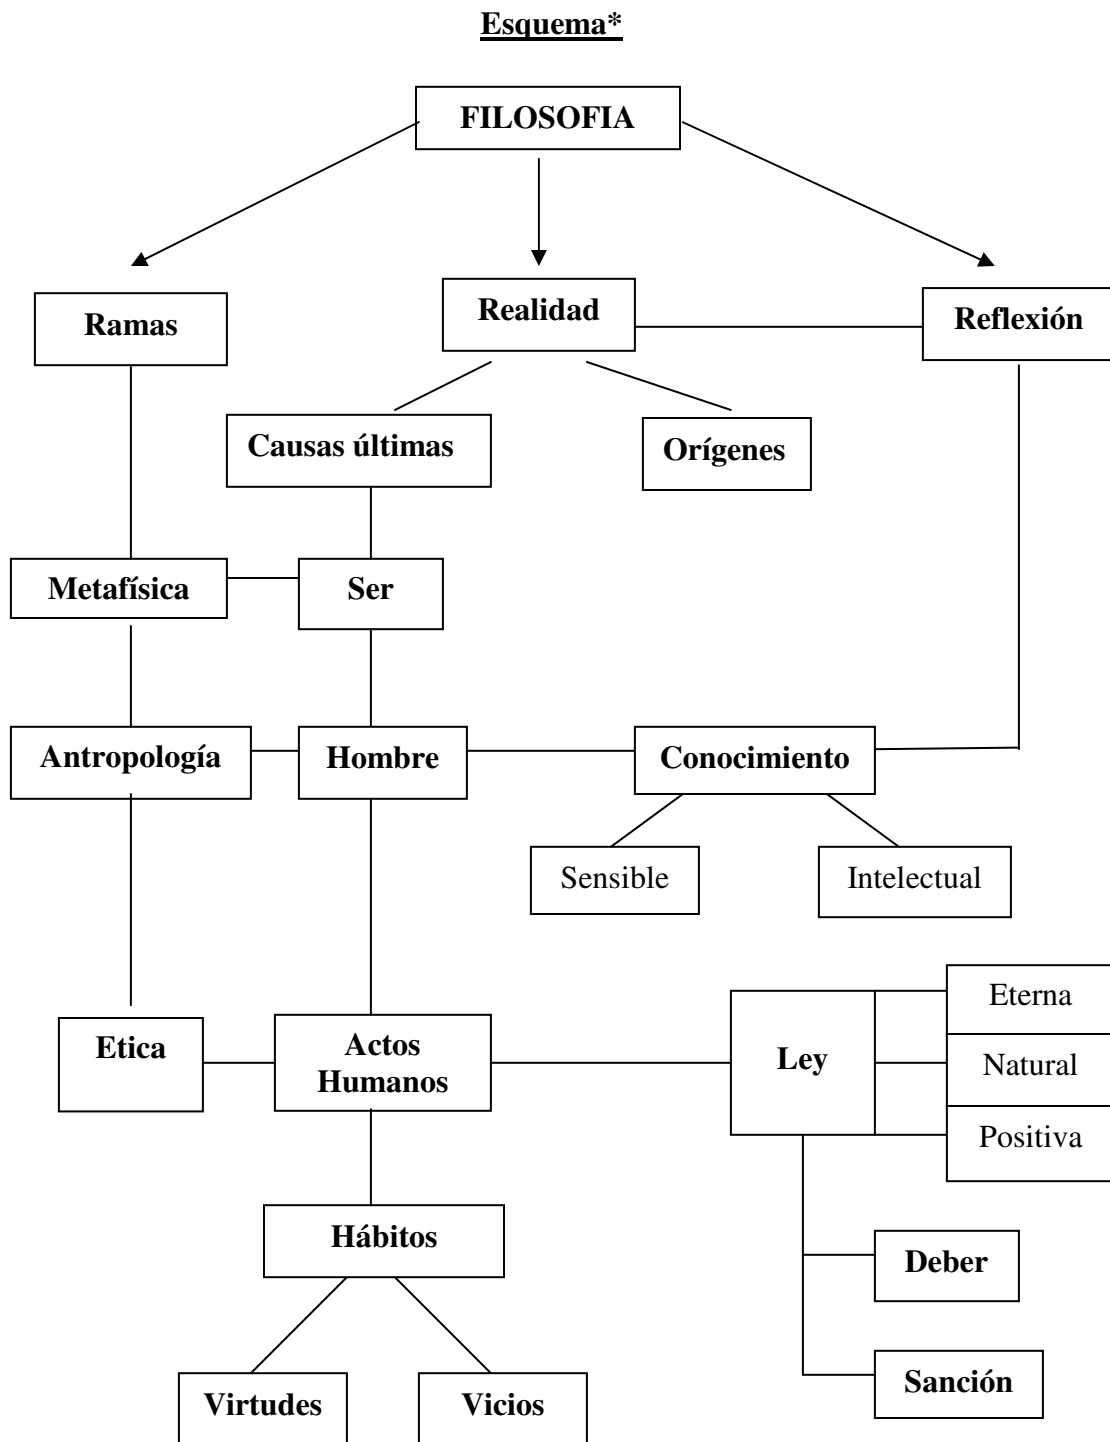 Esquema*
FILOSOFIA
Ramas
Realidad
Reflexión
Causas últimas
Orígenes
Metafísica
Ser
Antropología
Hombre
Conocimiento
Sensible
Intelectual
Etica
Actos
Humanos
Ley
Eterna
Natural
Positiva
Hábitos
Deber
Sanción
Virtudes
Vicios